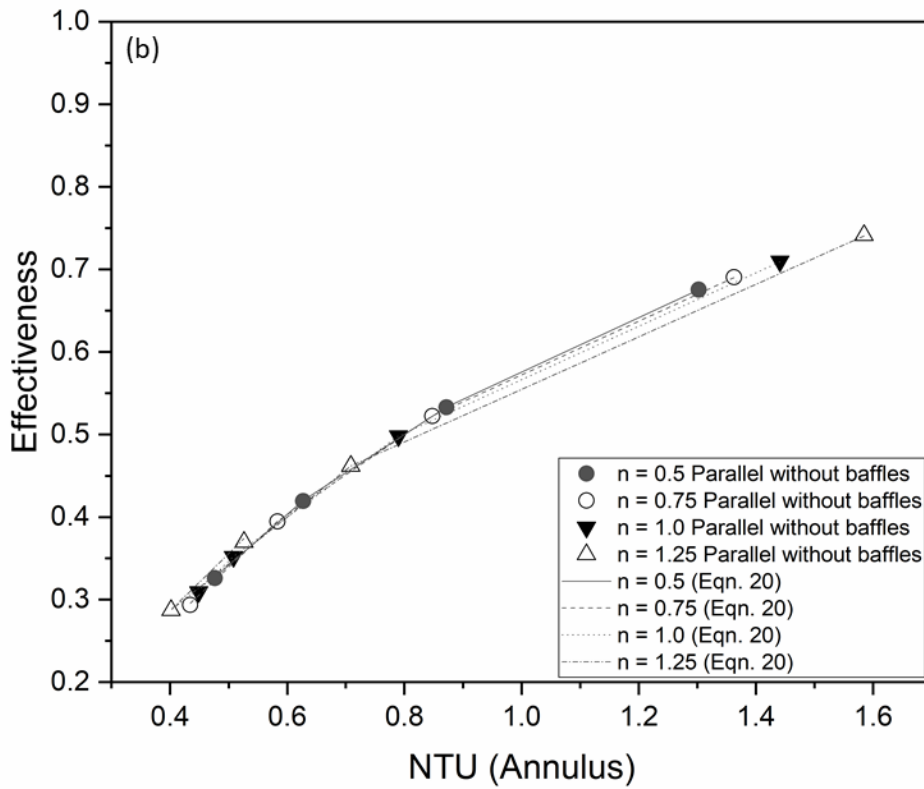 (b)
1.0
0.9
0.8
0.7
0.6
0.5
0.4
0.3
0.2
Effectiveness
n = 0.5 Parallel without baffles
n = 0.75 Parallel without baffles
n = 1.0 Parallel without baffles
n = 1.25 Parallel without baffles
n = 0.5 (Eqn. 20)
n = 0.75 (Eqn. 20)
n = 1.0 (Eqn. 20)
n = 1.25 (Eqn. 20)
0.4 0.6 0.8 1.0 1.2 1.4 1.6
NTU (Annulus)